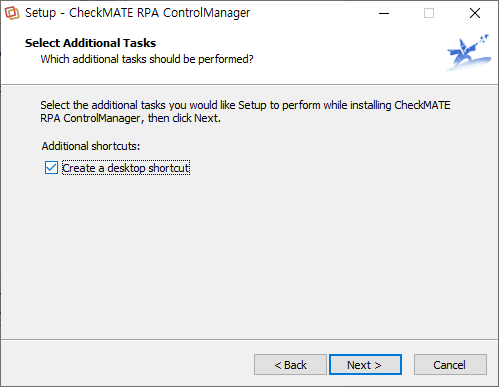 Setup - CheckMATE RPA ControlManager
Select Additional Tasks
Which additional tasks should be performed?
Select the additional tasks you would like Setup to perform while installing CheckMATE
RPA ControlManager, then click Next.
Additional shortcuts:
Create a desktop shortcut
< Back Next > Cancel